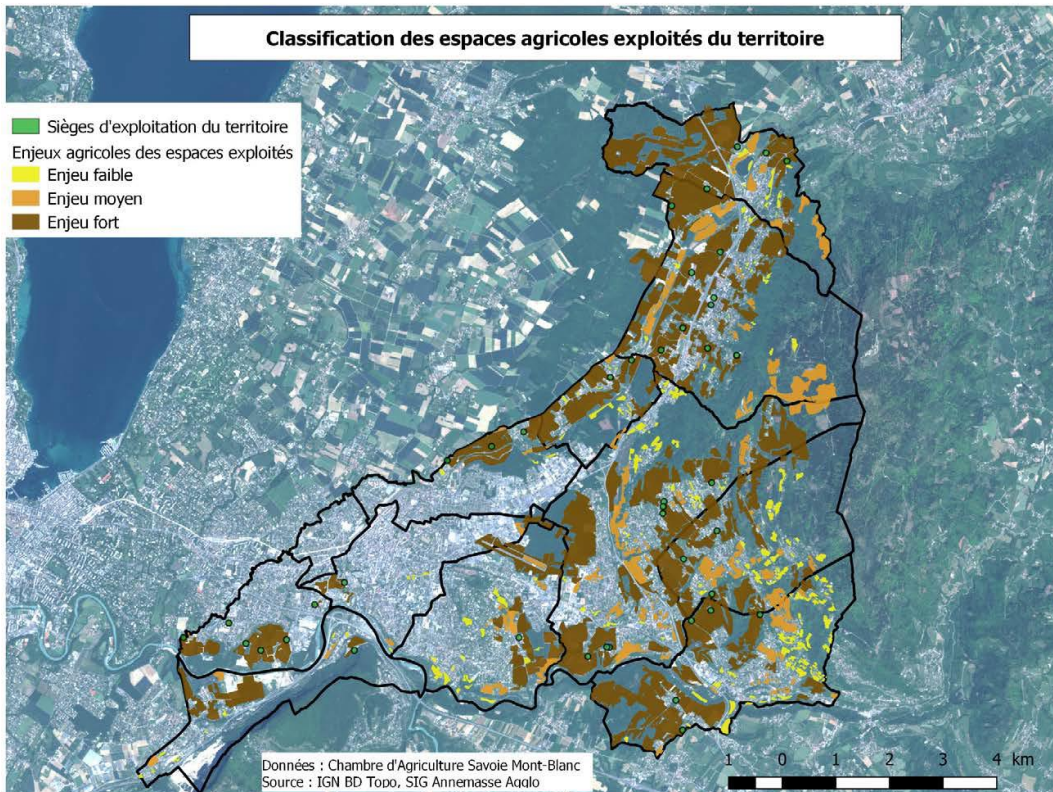 Classification des espaces agricoles exploités du territoire
Sièges d'exploitation du territoire
Enjeux agricoles des espaces exploités
Enjeu faible
Enjeu moyen
Enjeu fort
Données : Chambre d'Agriculture Savoie Mont-Blanc
Source : IGN BD Topo, SIG Annemasse Agglo
1 0 1 2 3 4 km